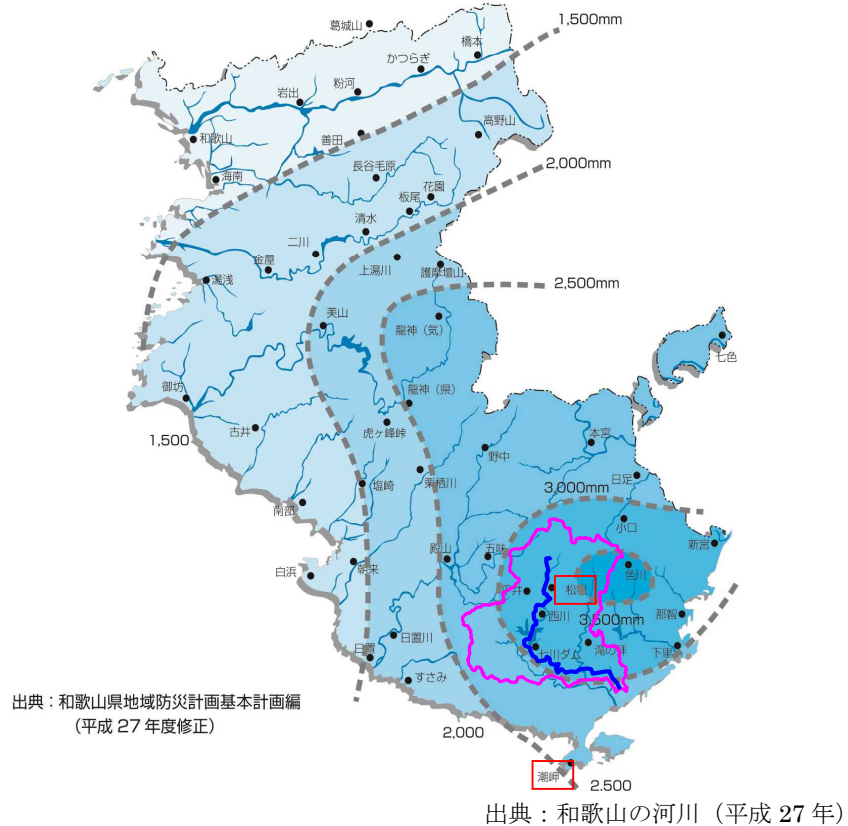 葛城山
1,500mm
橋本
かつらぎ
粉河
岩出
高野山
和歌山
善田
2,000mm
長谷毛原
海南
花園
板尾
清水
二川
金屋
上湯川
護摩壇山
湯浅
2,500mm
美山
龍神（気）
七色
御坊
龍神（県）
1,500
古井
虎ヶ峰峠
本宮
野中
日足
塩崎
栗栖川
3,000mm
南部
小口
新宮
殿山
五味
朝来
色川
白浜
平井
松根
西川
3,500mm
那智
日置川
七川ダム
滝の拝
下里
日置
すさみ
出典：和歌山県地域防災計画基本計画編
（平成 27 年度修正）
2,000
潮岬
2.500
出典：和歌山の河川（平成 27 年）